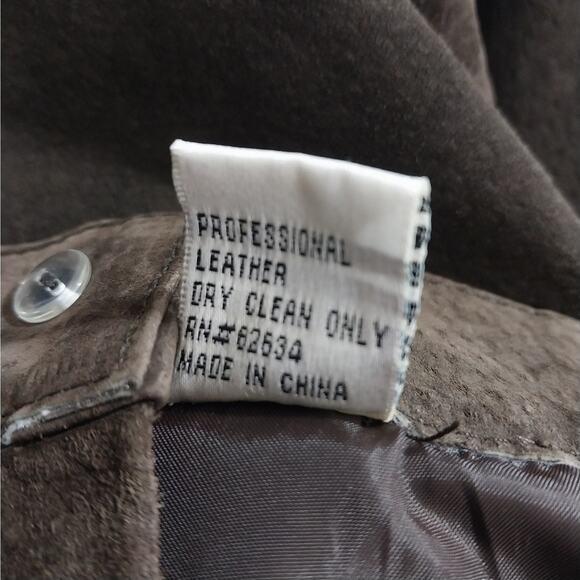 PROFESSIONAL
LEATHER
DRY CLEAN ONLY
RN#62634
MADE IN CHINA